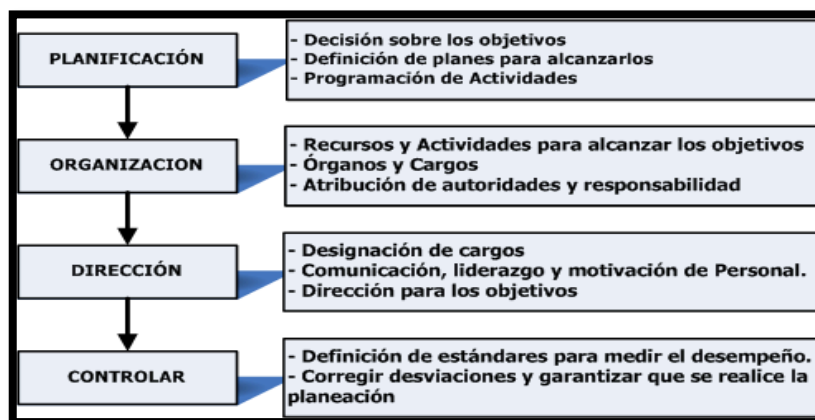 PLANIFICACIÓN
- Decisión sobre los objetivos
- Definición de planes para alcanzarlos
- Programación de Actividades
ORGANIZACION
- Recursos y Actividades para alcanzar los objetivos
- Órganos y Cargos
- Atribución de autoridades y responsabilidad
DIRECCIÓN
- Designación de cargos
- Comunicación, liderazgo y motivación de Personal.
- Dirección para los objetivos
CONTROLAR
- Definición de estándares para medir el desempeño.
- Corregir desviaciones y garantizar que se realice la
planeación